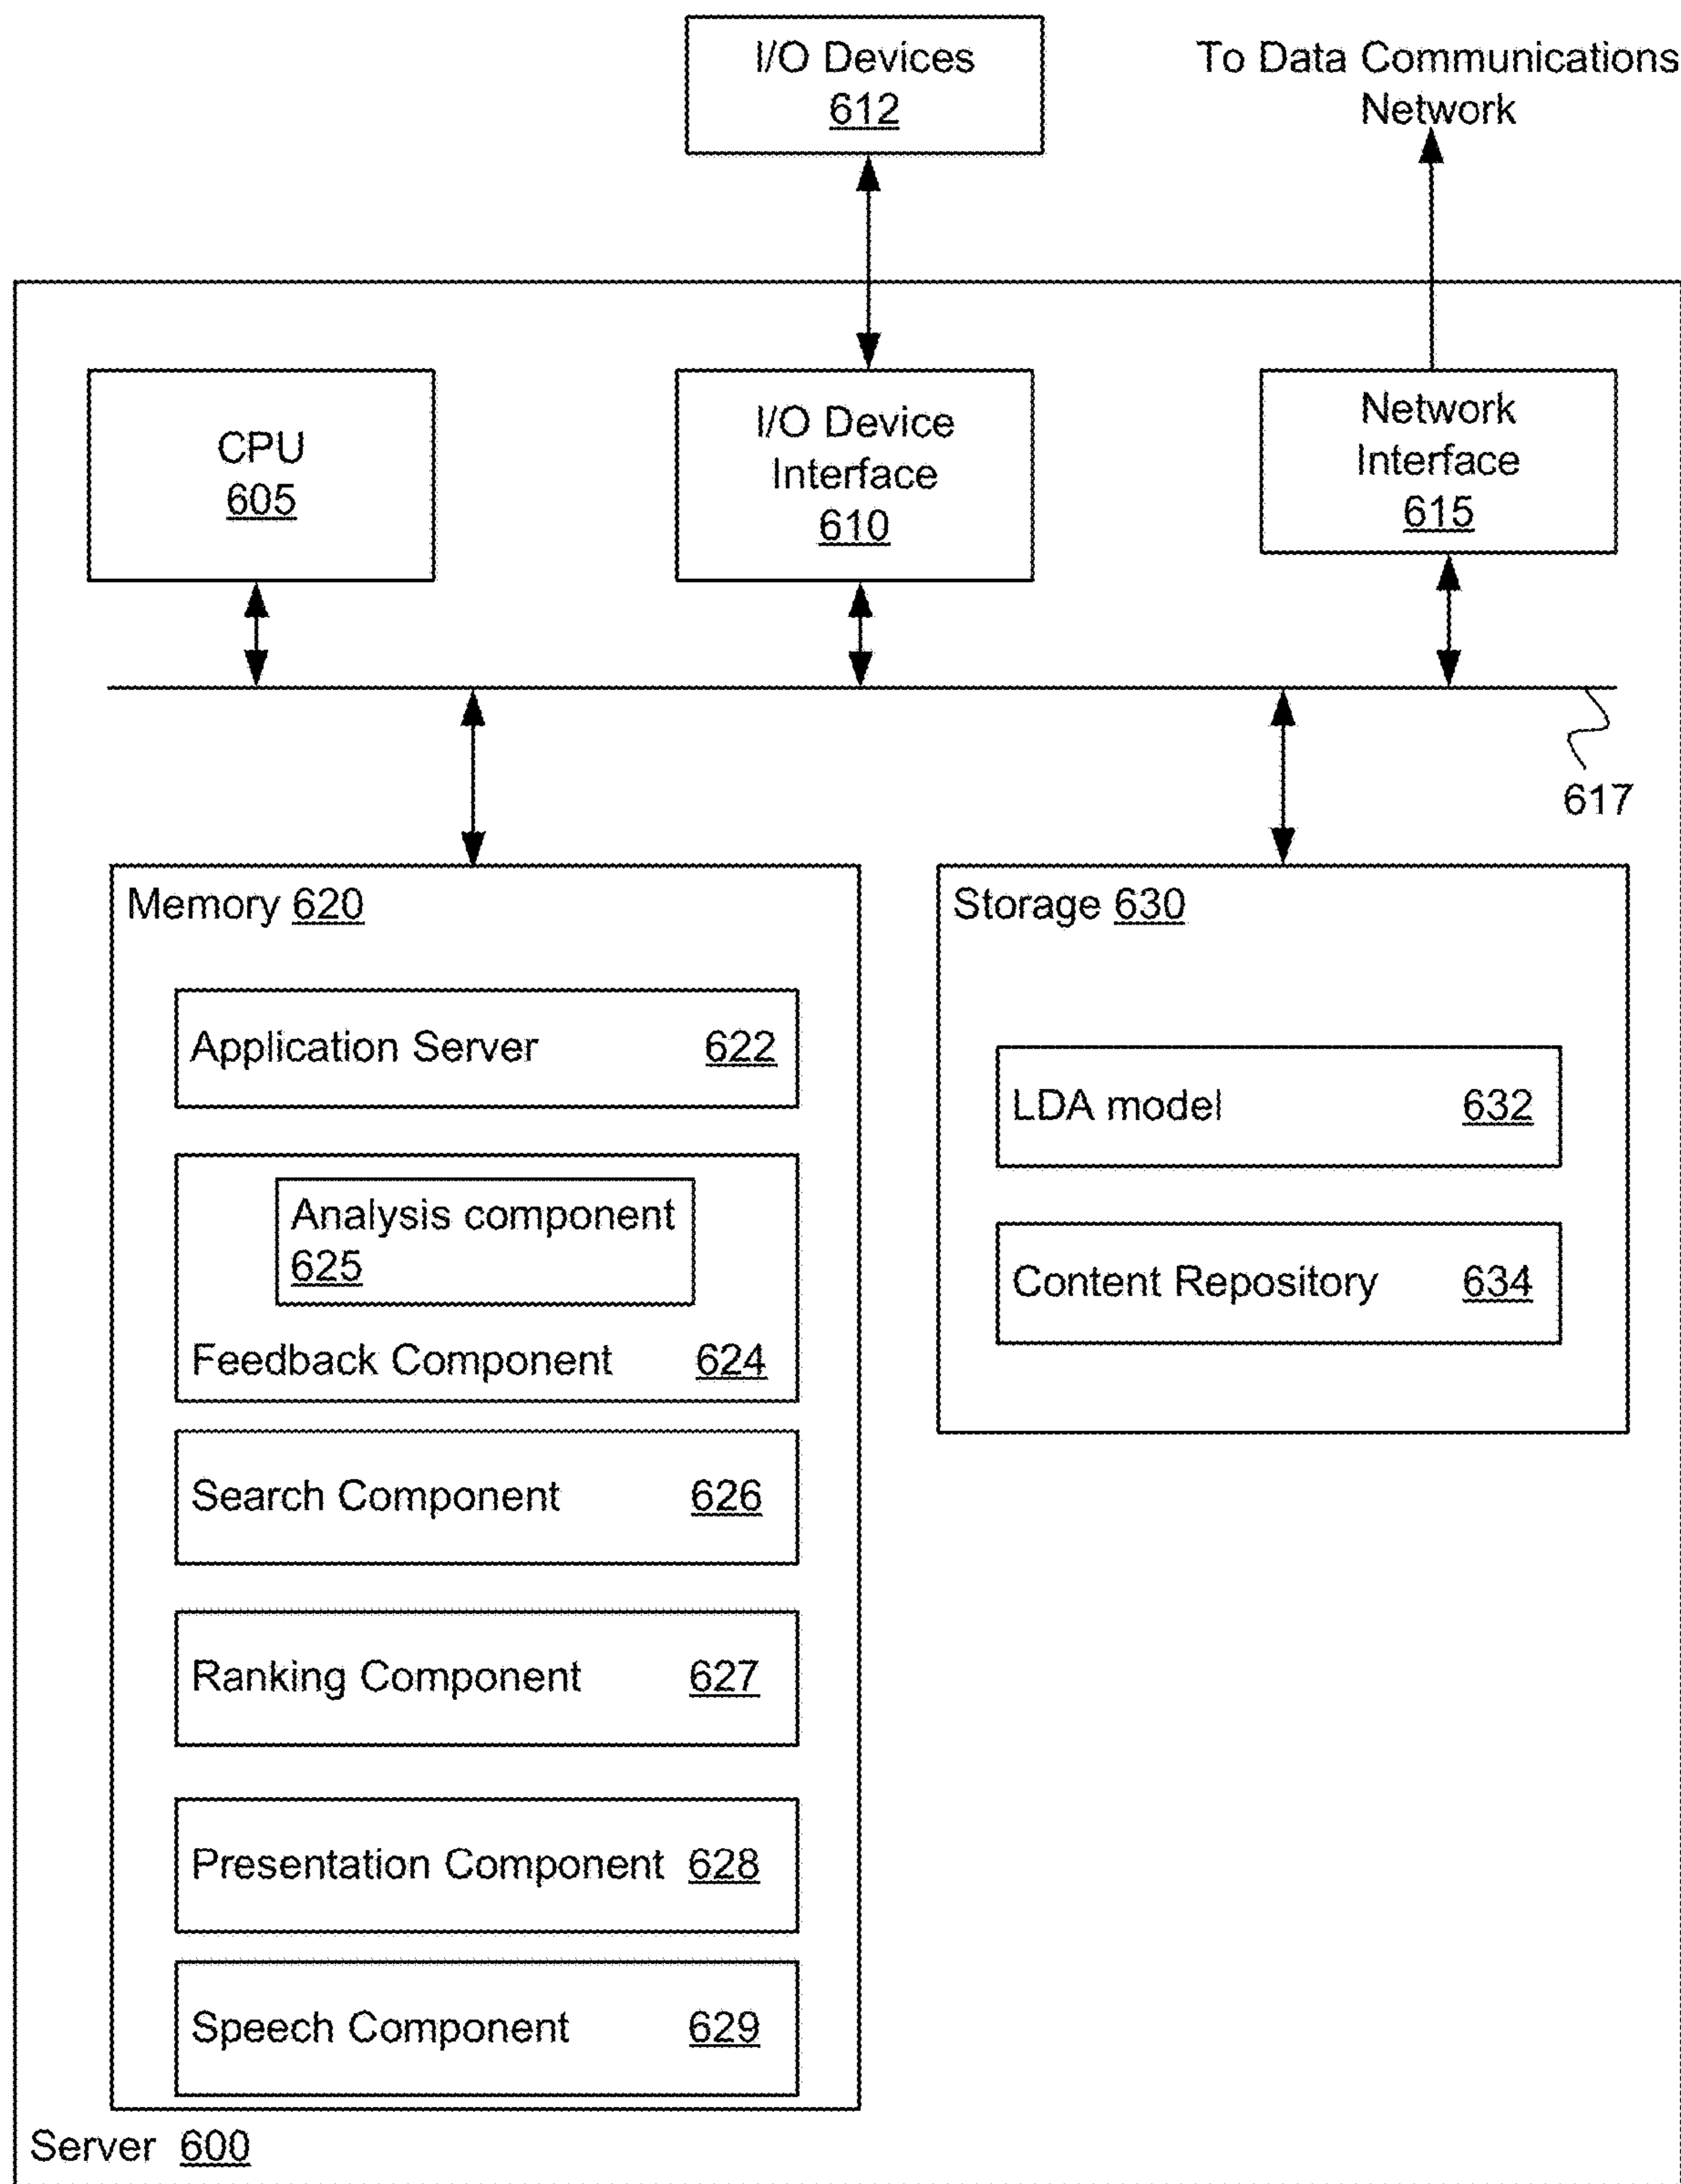 I/O Devices
612
To Data Communications
Network
CPU
605
I/O Device
Interface
610
Network
Interface
615
617
Memory 620
Application Server 622
Analysis component
625
Feedback Component 624
Search Component 626
Ranking Component 627
Presentation Component 628
Speech Component 629
Storage 630
LDA model 632
Content Repository 634
Server 600